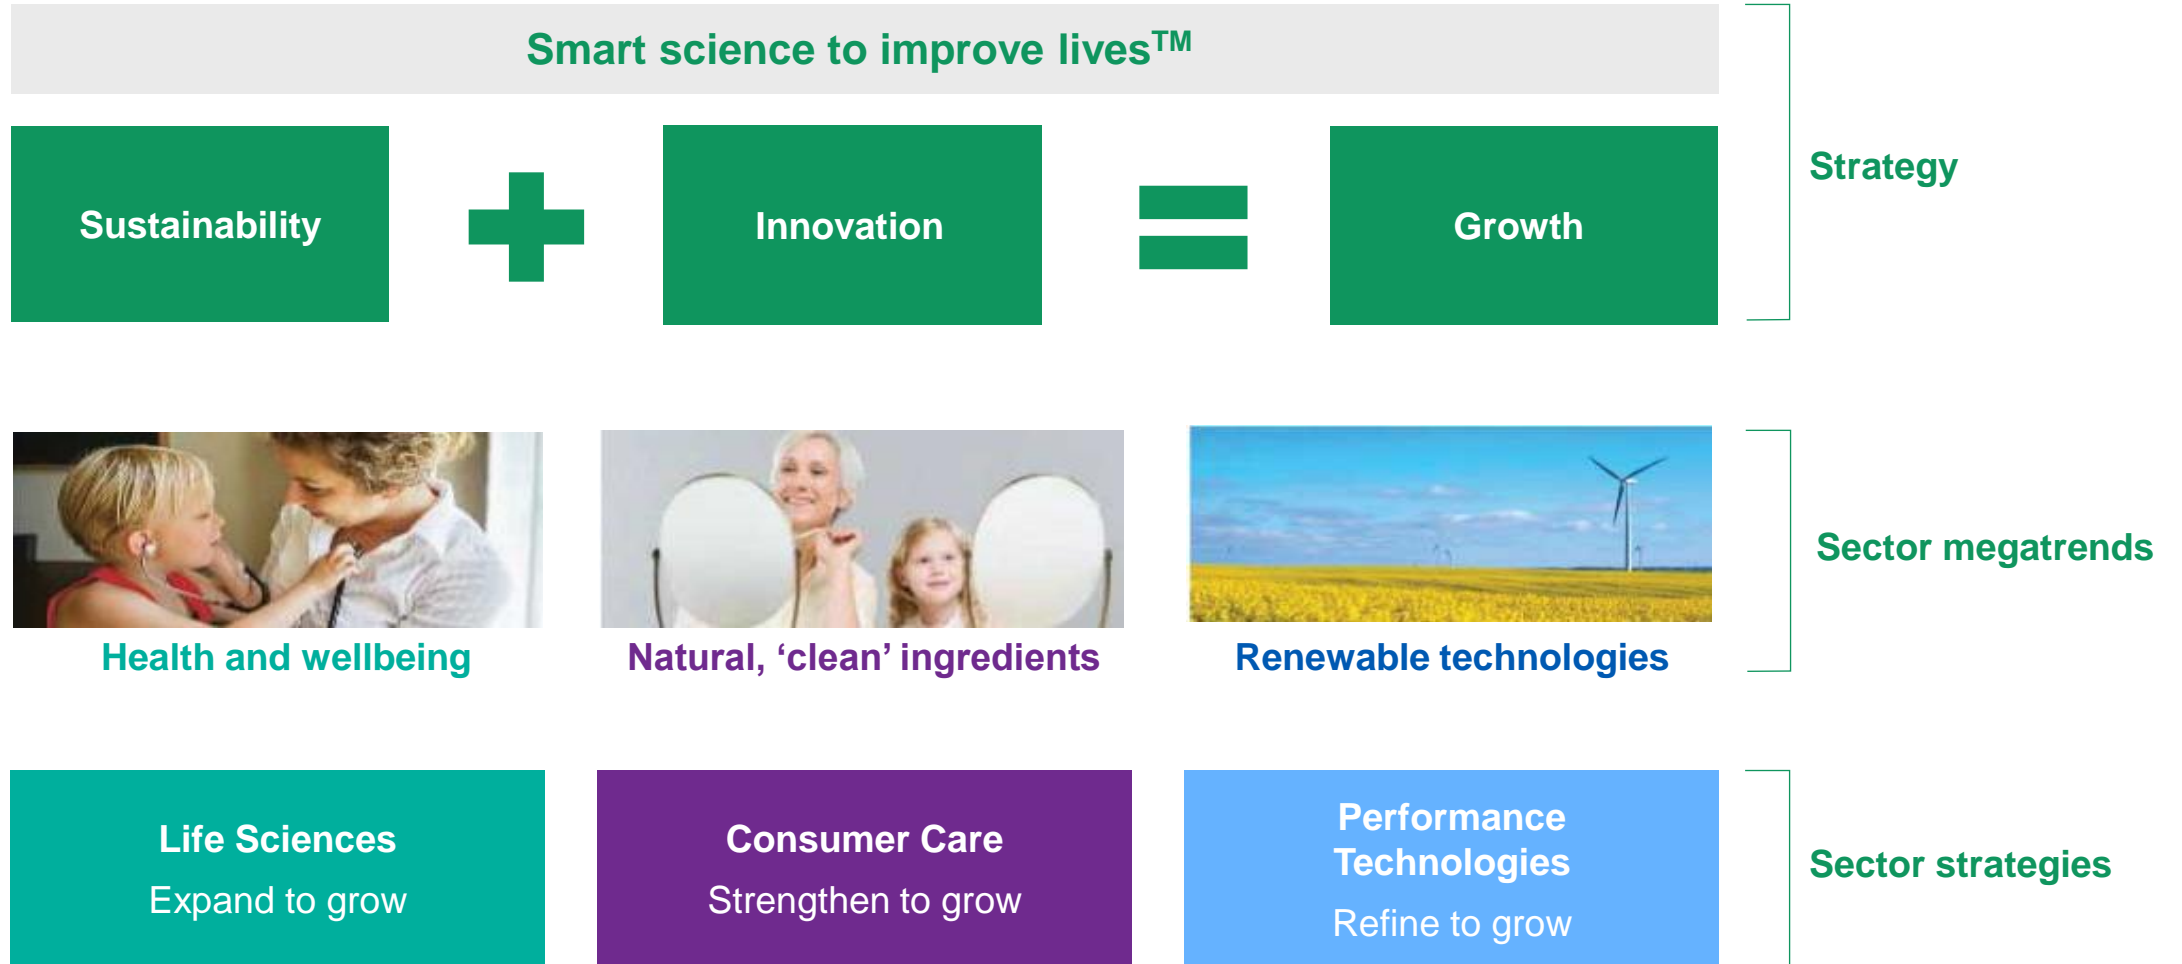 Smart science to improve lives™
Sustainability
Innovation
Growth
Strategy
Health and wellbeing
Natural, ‘clean’ ingredients
Renewable technologies
Sector megatrends
Life Sciences
Expand to grow
Consumer Care
Strengthen to grow
Performance
Technologies
Refine to grow
Sector strategies